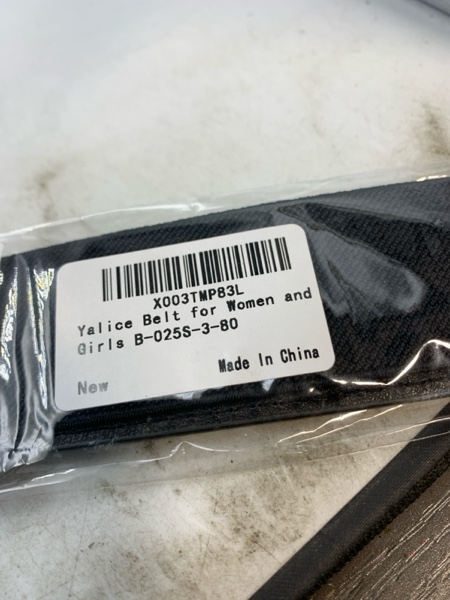 X003TMP83L
Yalice Belt for Women and
Girls B-025S-3-80
Made In China
New